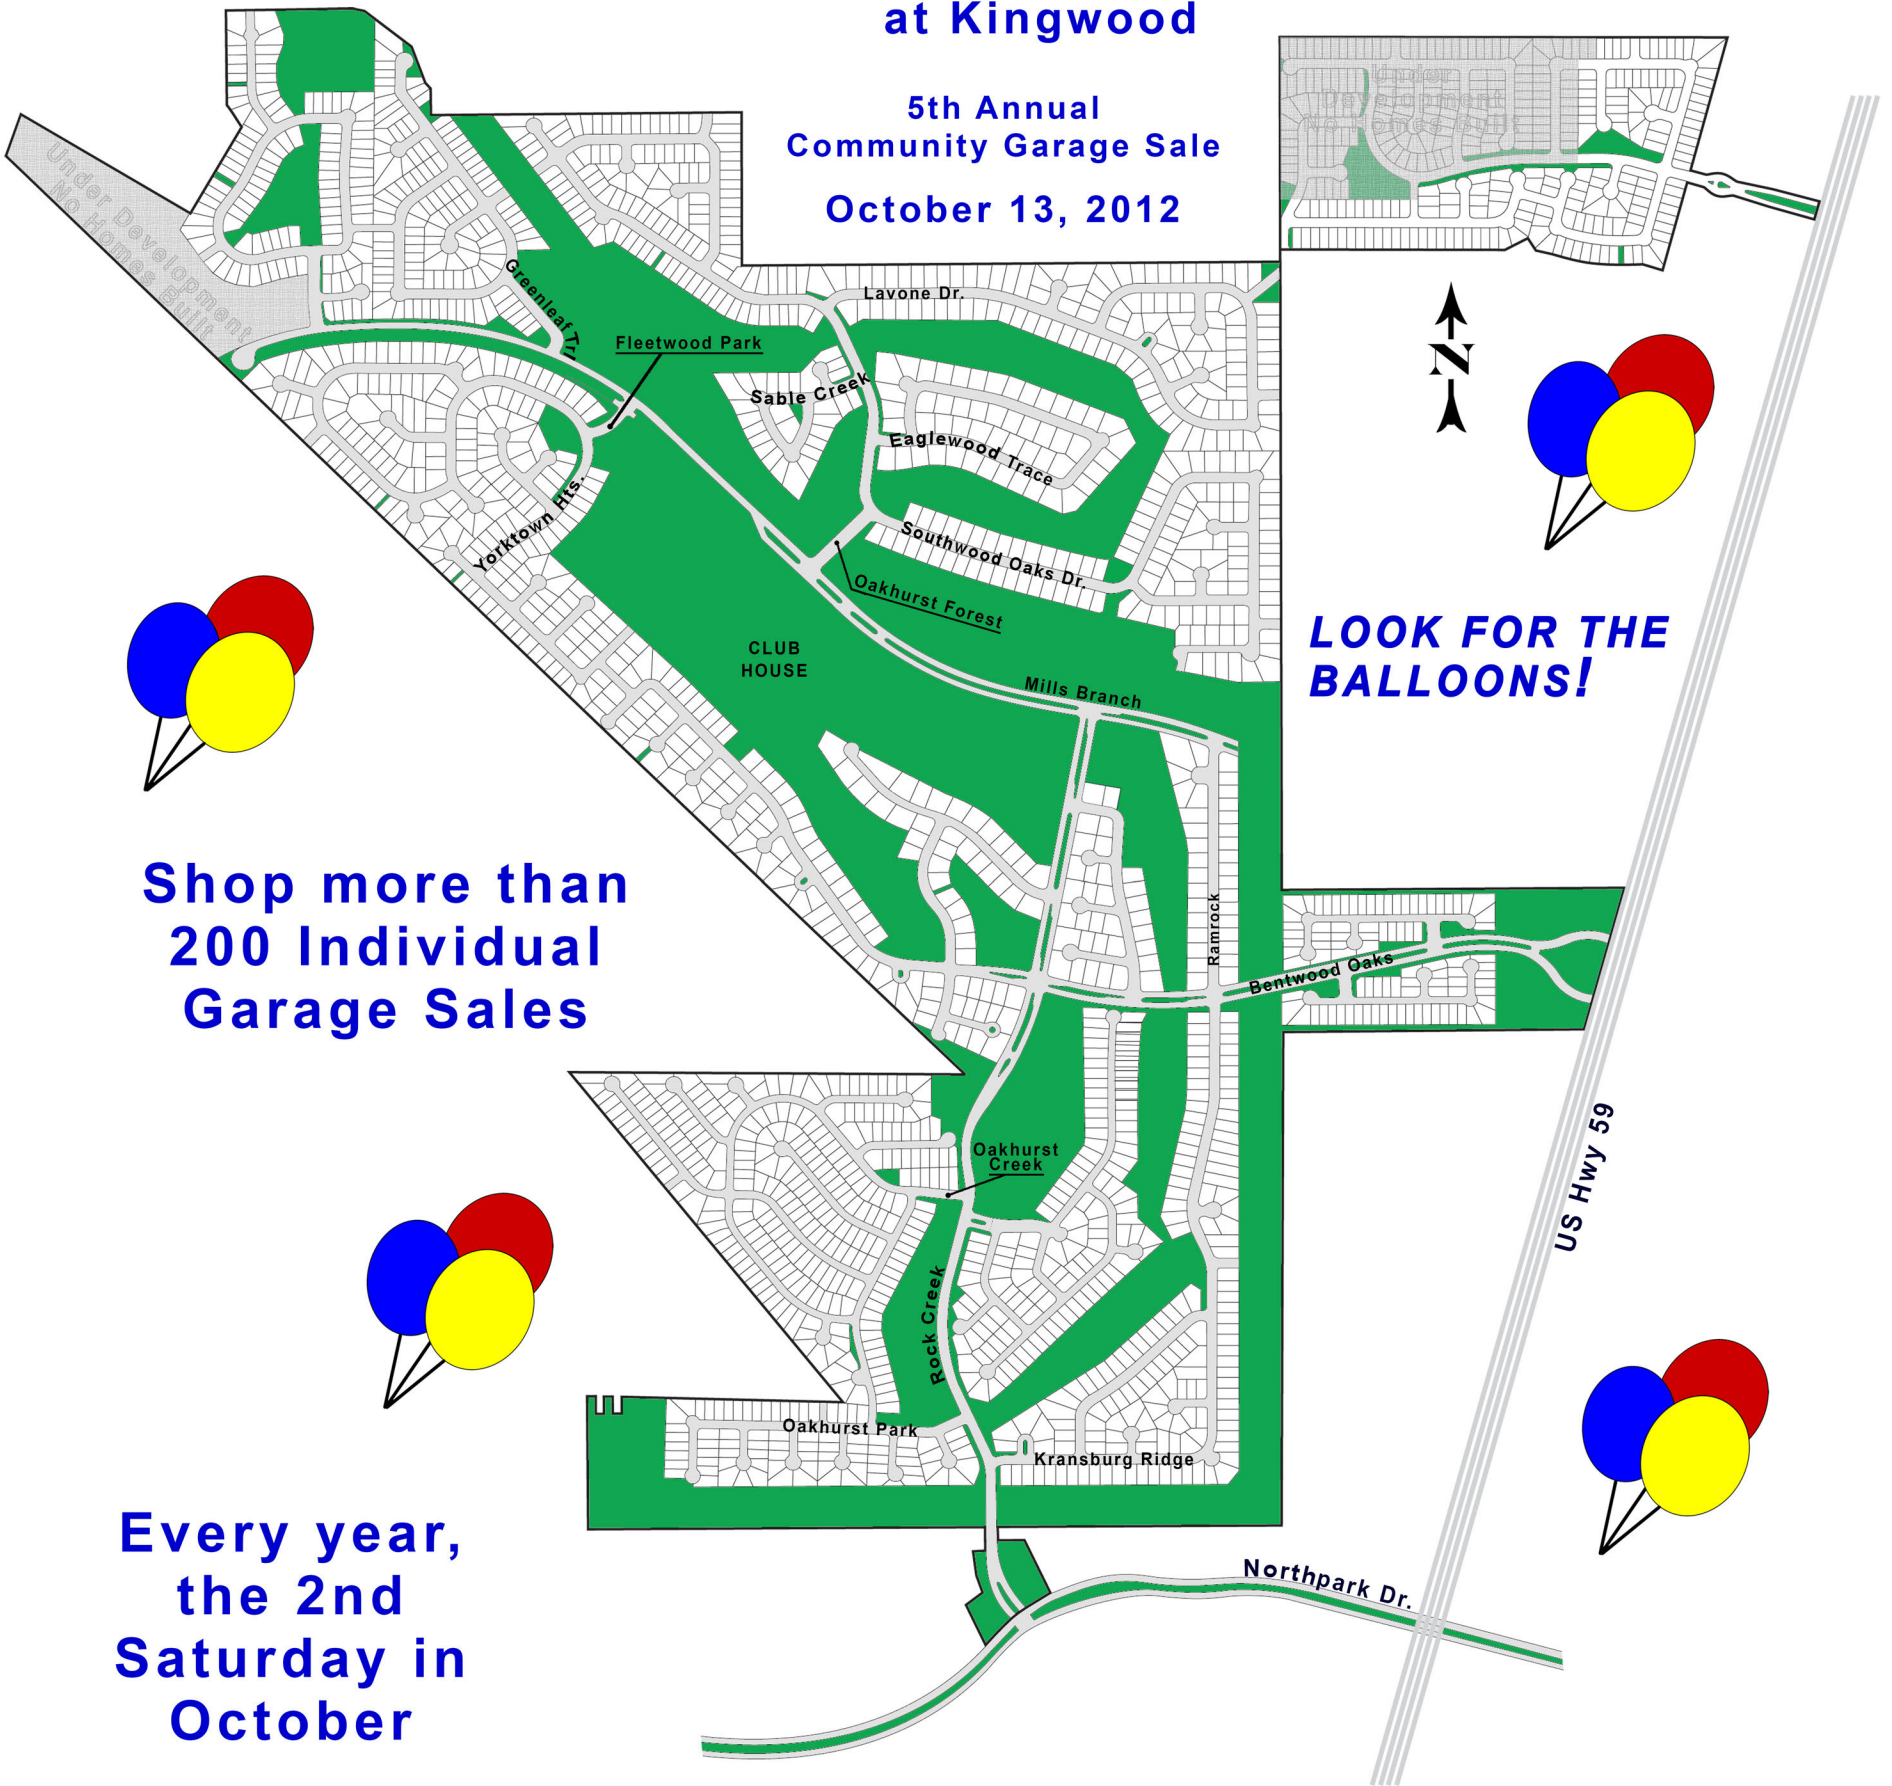 at Kingwood
5th Annual
Community Garage Sale
October 13, 2012
Under
Development
No Homes Built
Under Development
No Homes Built
Greenleaf Tr.
Lavone Dr.
Fleetwood Park
Sable Creek
Eaglewood Trace
Yorktown Hts.
Southwood Oaks Dr.
Oakhurst Forest
N
LOOK FOR THE
BALLOONS!
CLUB
HOUSE
Mills Branch
Shop more than
200 Individual
Garage Sales
Ramrock
Bentwood Oaks
US Hwy 59
Oakhurst
Creek
Rock Creek
Oakhurst Park
Kransburg Ridge
Every year,
the 2nd
Saturday in
October
Northpark Dr.